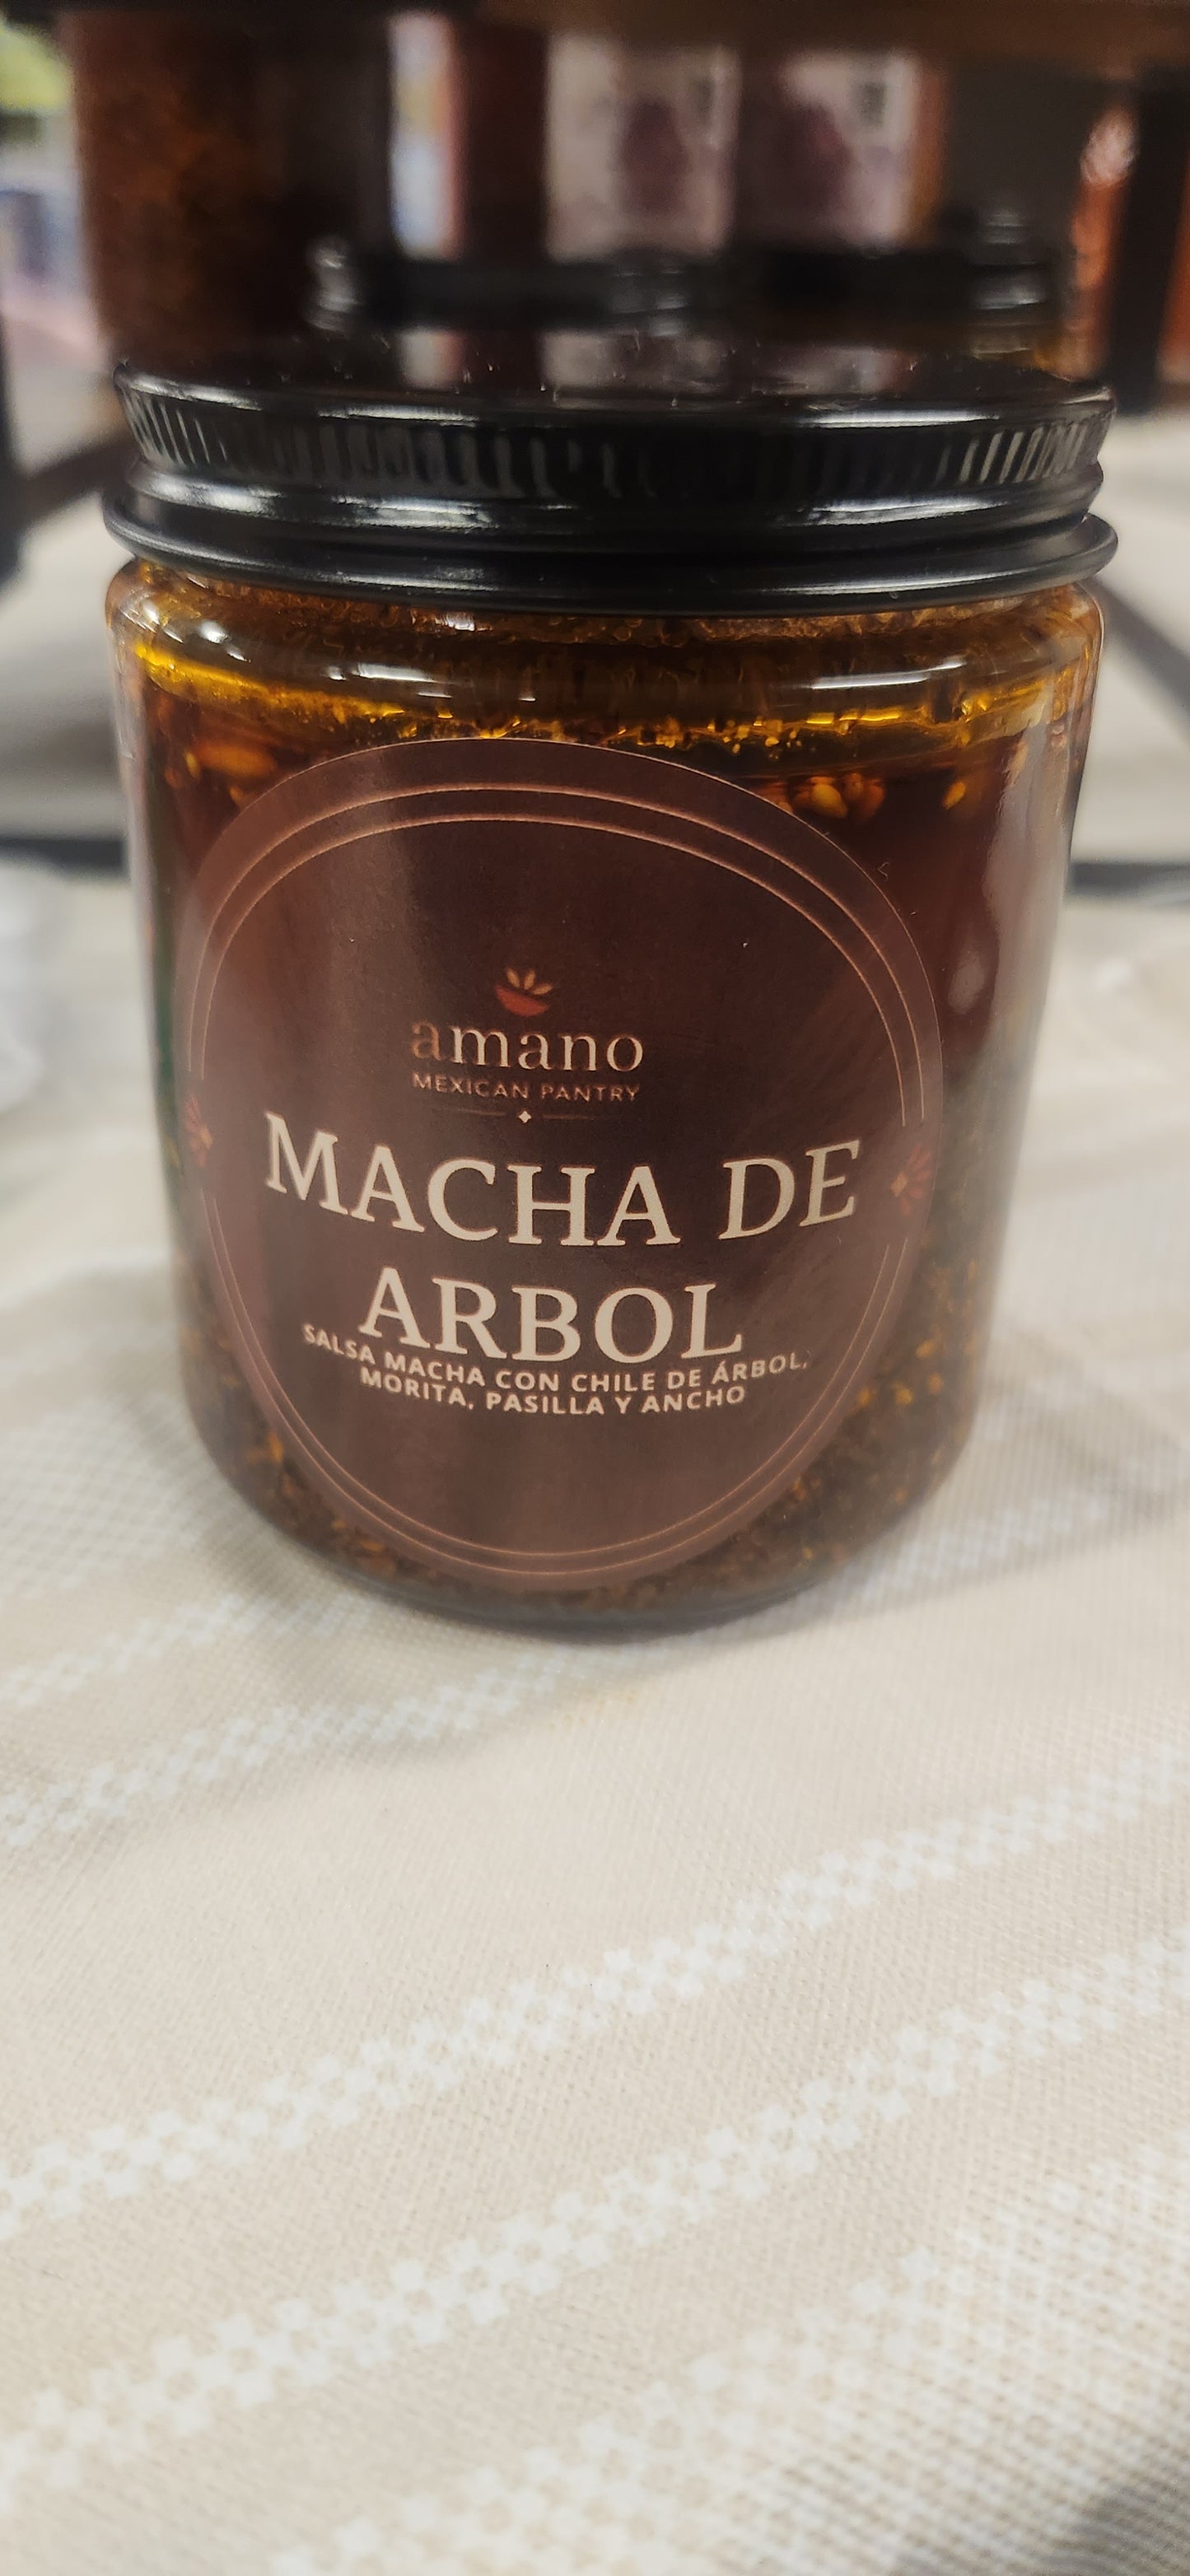 amano
MEXICAN PANTRY
MACHA DE
ARBOL
SALSA MACHA CON CHILE DE ÁRBOL,
MORITA, PASILLA Y ANCHO